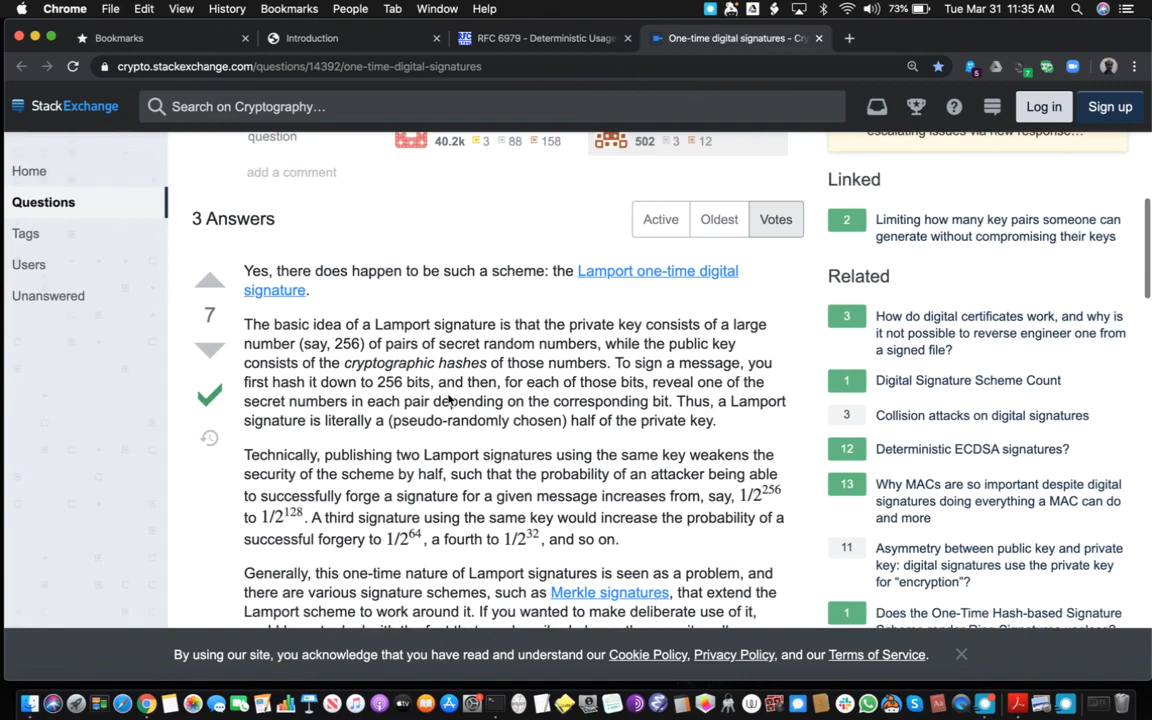 Chrome File Edit View History Bookmarks People Tab Window Help
73% Tue Mar 31 11:35 AM
Bookmarks
Introduction
RFC 6979 - Deterministic Usage
One-time digital signatures - Cry
crypto.stackexchange.com/questions/14392/one-time-digital-signatures
5
7
StackExchange
Search on Cryptography…
Log in
Sign up
Home
Questions
Tags
Users
Unanswered
question
40.2k 3 88 158
502 3 12
add a comment
3 Answers
Active
Oldest
Votes
7
Yes, there does happen to be such a scheme: the Lamport one-time digital
signature.
The basic idea of a Lamport signature is that the private key consists of a large
number (say, 256) of pairs of secret random numbers, while the public key
consists of the cryptographic hashes of those numbers. To sign a message, you
first hash it down to 256 bits, and then, for each of those bits, reveal one of the
secret numbers in each pair depending on the corresponding bit. Thus, a Lamport
signature is literally a (pseudo-randomly chosen) half of the private key.
Technically, publishing two Lamport signatures using the same key weakens the
security of the scheme by half, such that the probability of an attacker being able
to successfully forge a signature for a given message increases from, say, 1/2^256
to 1/2^128. A third signature using the same key would increase the probability of a
successful forgery to 1/2^64, a fourth to 1/2^32, and so on.
Generally, this one-time nature of Lamport signatures is seen as a problem, and
there are various signature schemes, such as Merkle signatures, that extend the
Lamport scheme to work around it. If you wanted to make deliberate use of it,
escalating issues via new response…
Linked
2 Limiting how many key pairs someone can
generate without compromising their keys
Related
3 How do digital certificates work, and why is
it not possible to reverse engineer one from
a signed file?
1 Digital Signature Scheme Count
3 Collision attacks on digital signatures
12 Deterministic ECDSA signatures?
13 Why MACs are so important despite digital
signatures doing everything a MAC can do
and more
11 Asymmetry between public key and private
key: digital signatures use the private key
for “encryption”?
1 Does the One-Time Hash-based Signature
By using our site, you acknowledge that you have read and understand our Cookie Policy, Privacy Policy, and our Terms of Service.